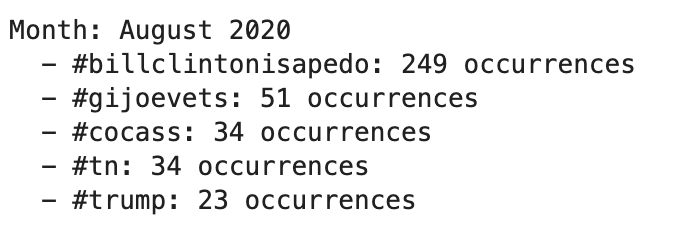 Month: August 2020
- #billclintonisapedo: 249 occurrences
- #gijoevets: 51 occurrences
- #cocass: 34 occurrences
- #tn: 34 occurrences
- #trump: 23 occurrences